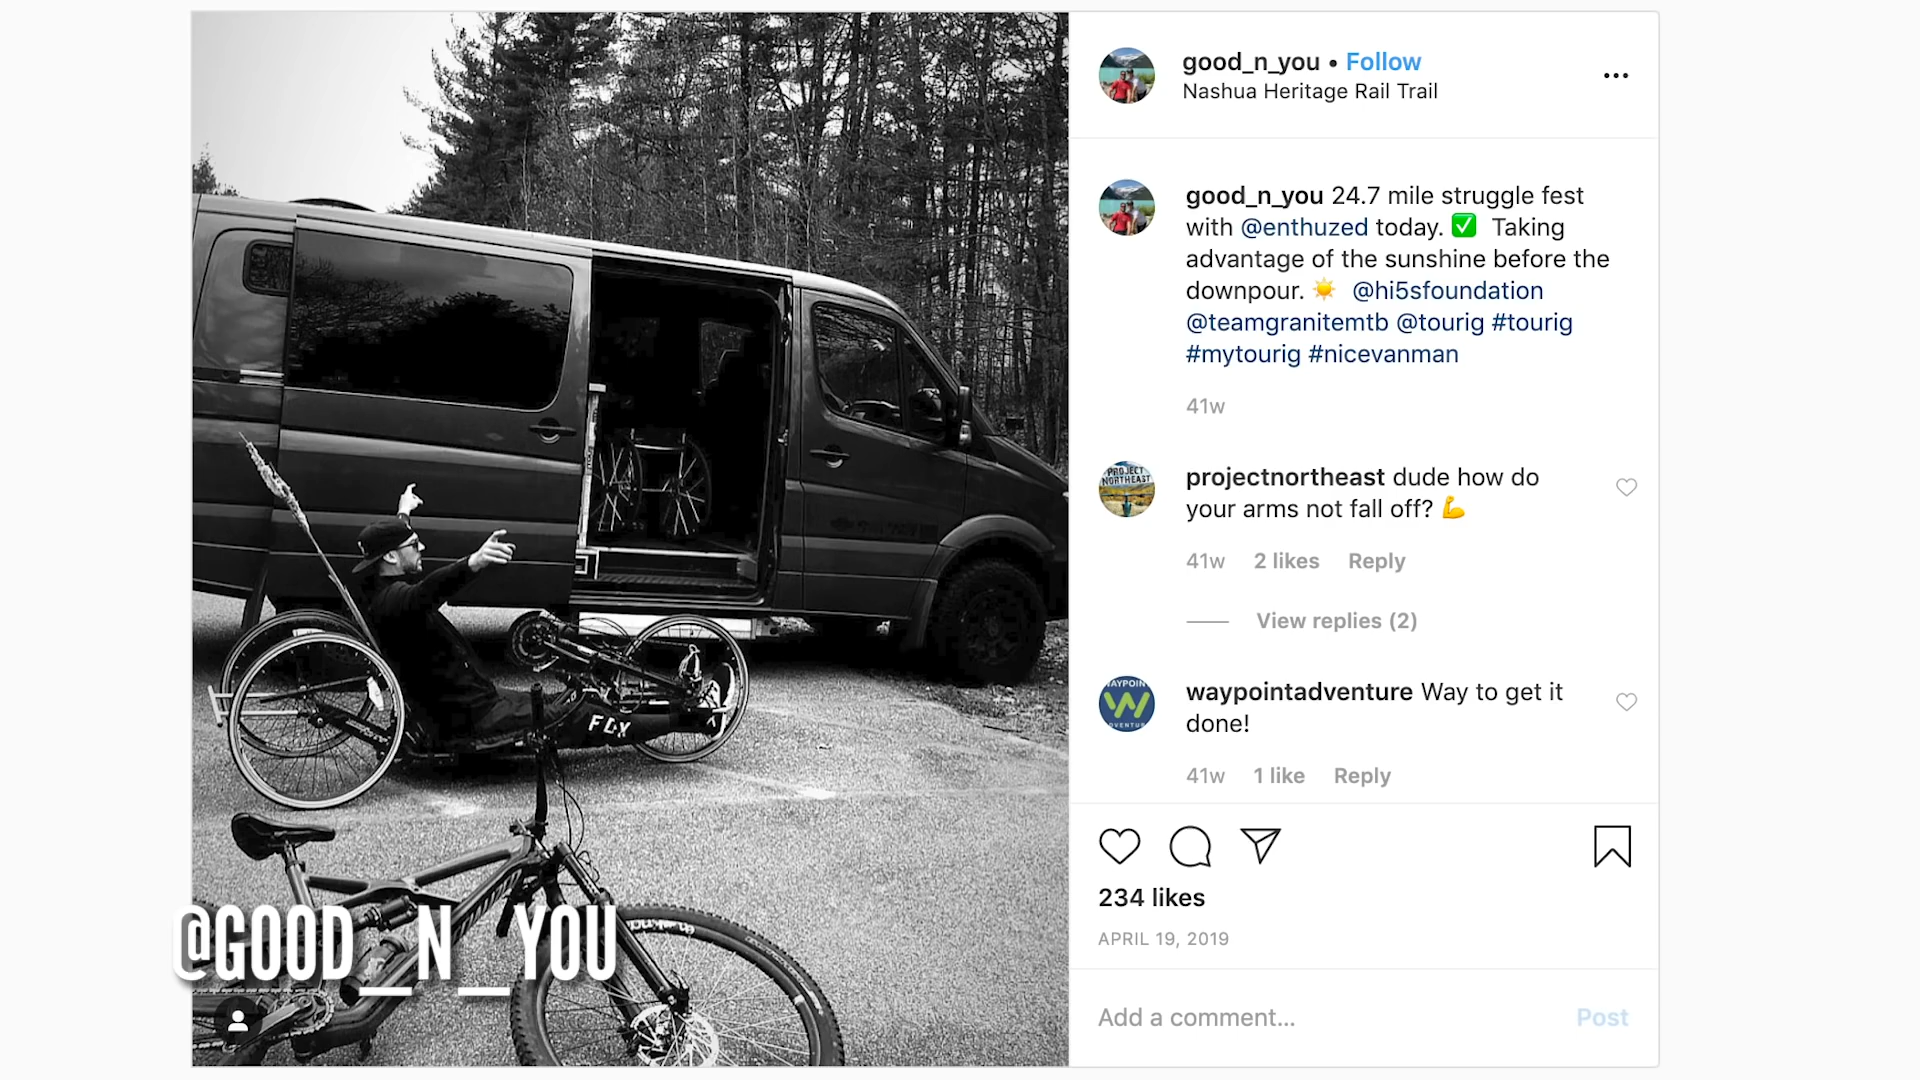 good_n_you • Follow
Nashua Heritage Rail Trail
good_n_you 24.7 mile struggle fest
with @enthuzed today. ✅ Taking
advantage of the sunshine before the
downpour. ☀️ @hi5sfoundation
@teamgranitemtb @tourig #tourig
#mytourig #nicevanman
41w
PROJECT
NORTHEAST
projectnortheast dude how do
your arms not fall off? 💪
41w 2 likes Reply
View replies (2)
waypointadventure Way to get it
done!
41w 1 like Reply
234 likes
APRIL 19, 2019
Add a comment... Post
FOX
@GOOD_N_YOU